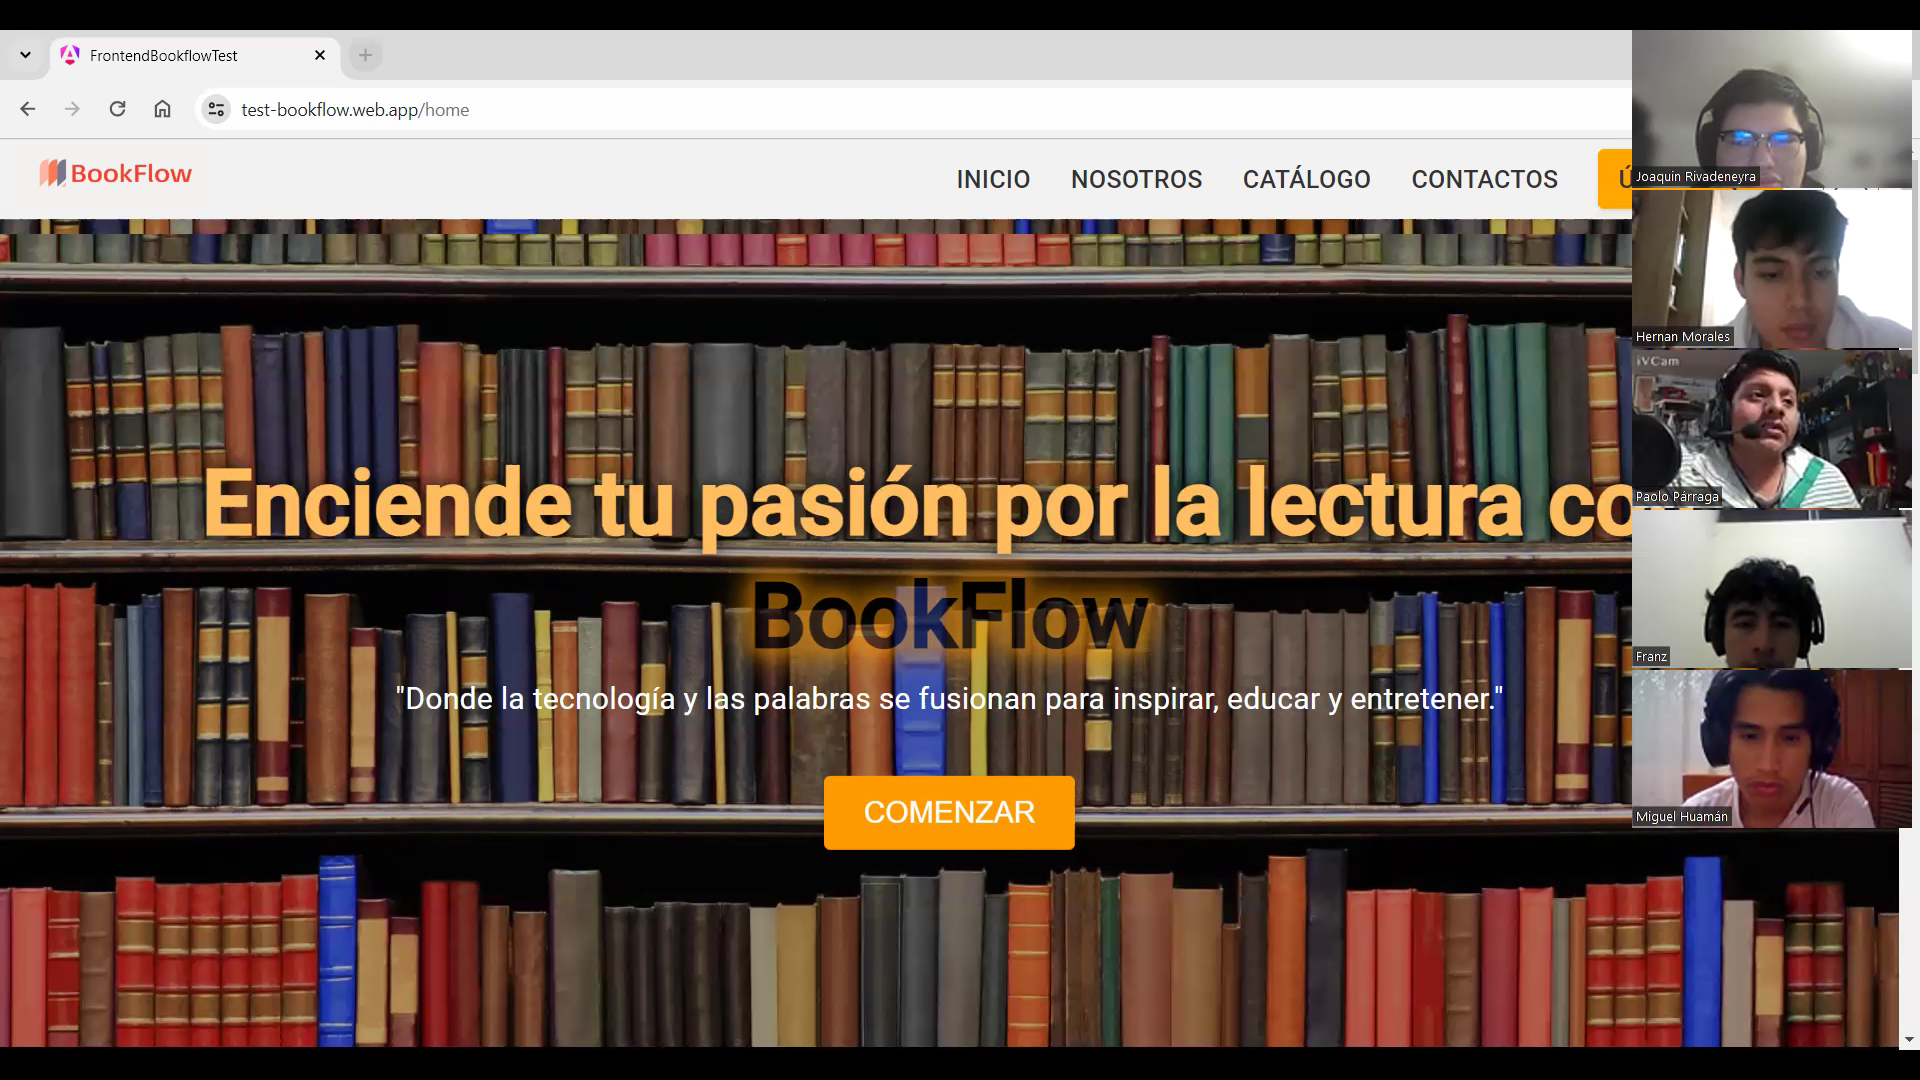 FrontendBookflowTest
test-bookflow.web.app/home
BookFlow
INICIO NOSOTROS CATÁLOGO CONTACTOS
Enciende tu pasión por la lectura
BookFlow
"Donde la tecnología y las palabras se fusionan para inspirar, educar y entretener."
COMENZAR
Joaquin Rivadeneyra
Hernan Morales
iVCam
Paolo Párraga
Franz
Miguel Huamán